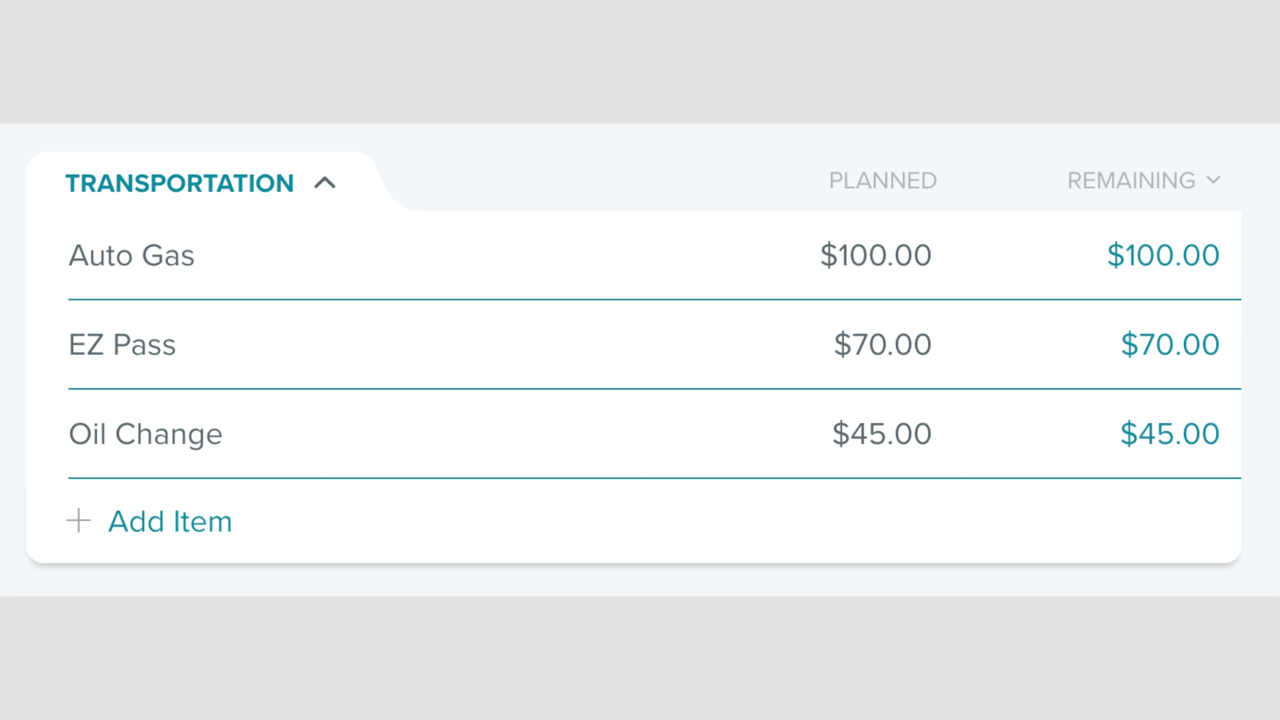 TRANSPORTATION PLANNED REMAINING
Auto Gas $100.00 $100.00
EZ Pass $70.00 $70.00
Oil Change $45.00 $45.00
+ Add Item